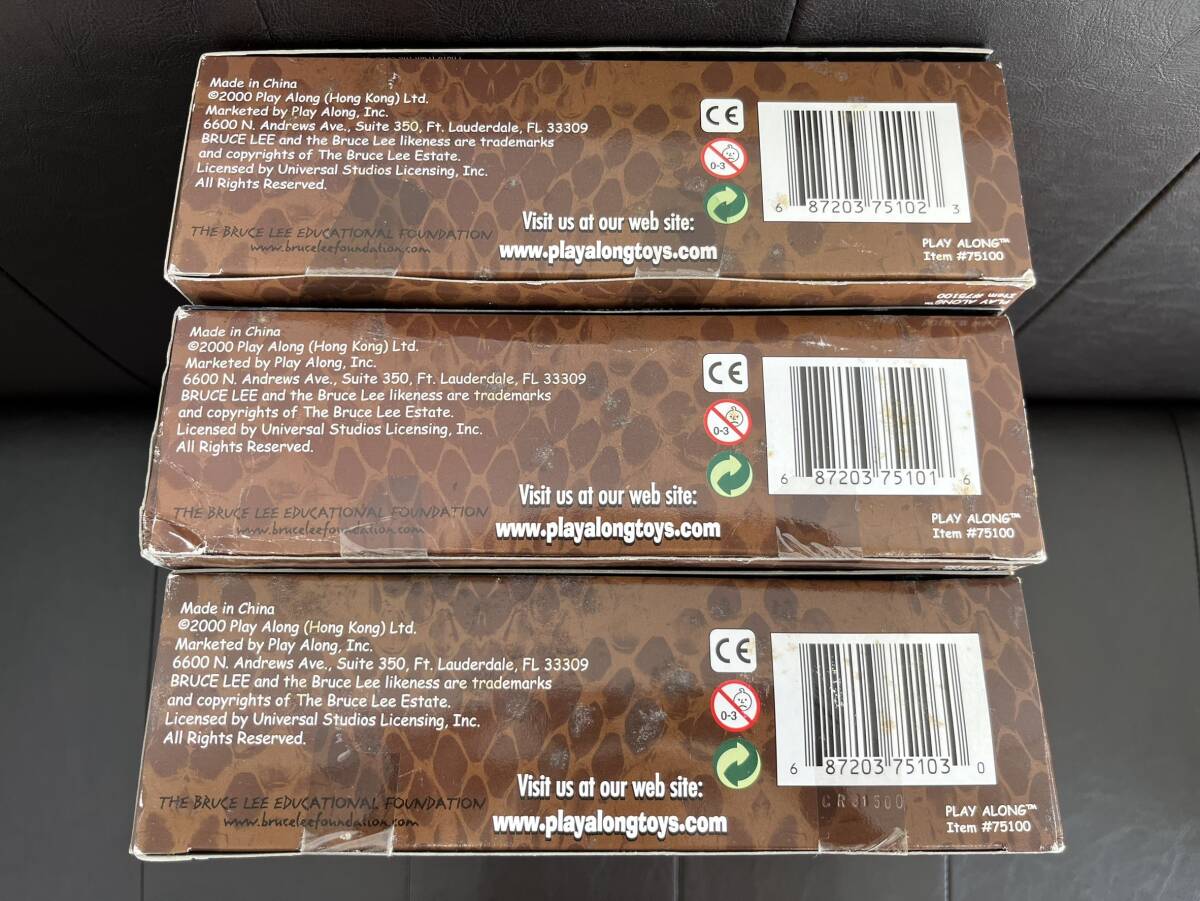 Made in China
©2000 Play Along (Hong Kong) Ltd.
Marketed by Play Along, Inc.
6600 N. Andrews Ave., Suite 350, Ft. Lauderdale, FL 33309
BRUCE LEE and the Bruce Lee likeness are trademarks
and copyrights of The Bruce Lee Estate.
Licensed by Universal Studios Licensing, Inc.
All Rights Reserved.
THE BRUCE LEE EDUCATIONAL FOUNDATION
www.bruceleefoundation.com
Visit us at our web site:
www.playalongtoys.com
CE
0-3
6 87203 75102 3
PLAY ALONG™
Item #75100
PLAY ALONG™
Item #75100
Made in China
©2000 Play Along (Hong Kong) Ltd.
Marketed by Play Along, Inc.
6600 N. Andrews Ave., Suite 350, Ft. Lauderdale, FL 33309
BRUCE LEE and the Bruce Lee likeness are trademarks
and copyrights of The Bruce Lee Estate.
Licensed by Universal Studios Licensing, Inc.
All Rights Reserved.
THE BRUCE LEE EDUCATIONAL FOUNDATION
www.bruceleefoundation.com
Visit us at our web site:
www.playalongtoys.com
CE
0-3
6 87203 75101 6
PLAY ALONG™
Item #75100
Made in China
©2000 Play Along (Hong Kong) Ltd.
Marketed by Play Along, Inc.
6600 N. Andrews Ave., Suite 350, Ft. Lauderdale, FL 33309
BRUCE LEE and the Bruce Lee likeness are trademarks
and copyrights of The Bruce Lee Estate.
Licensed by Universal Studios Licensing, Inc.
All Rights Reserved.
THE BRUCE LEE EDUCATIONAL FOUNDATION
www.bruceleefoundation.com
Visit us at our web site:
www.playalongtoys.com
CE
0-3
6 87203 75103 0
PLAY ALONG™
Item #75100